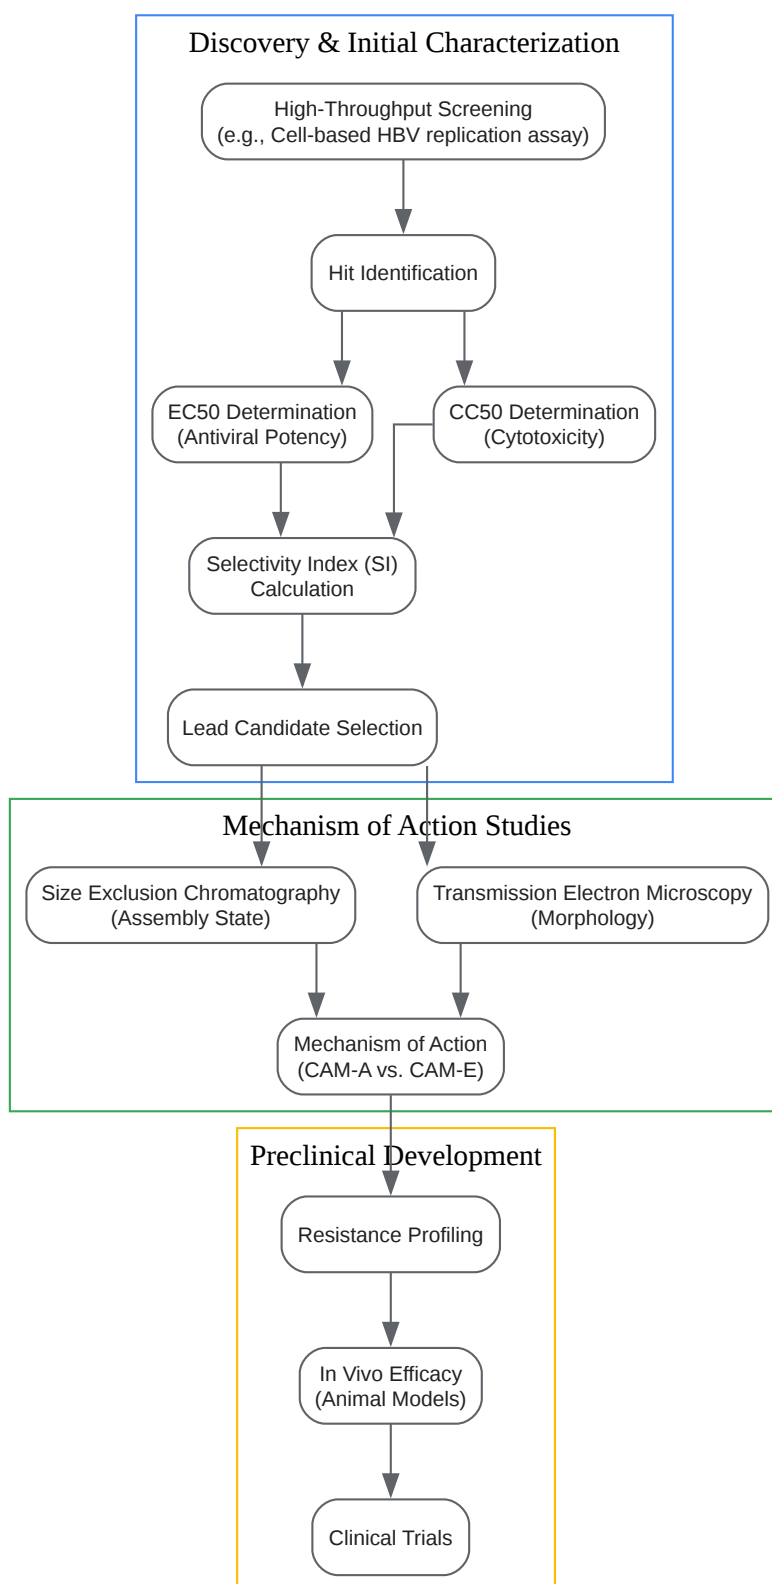 Discovery & Initial Characterization
High-Throughput Screening
(e.g., Cell-based HBV replication assay)
Hit Identification
EC50 Determination
(Antiviral Potency)
CC50 Determination
(Cytotoxicity)
Selectivity Index (SI)
Calculation
Lead Candidate Selection
Mechanism of Action Studies
Size Exclusion Chromatography
(Assembly State)
Transmission Electron Microscopy
(Morphology)
Mechanism of Action
(CAM-A vs. CAM-E)
Preclinical Development
Resistance Profiling
In Vivo Efficacy
(Animal Models)
Clinical Trials